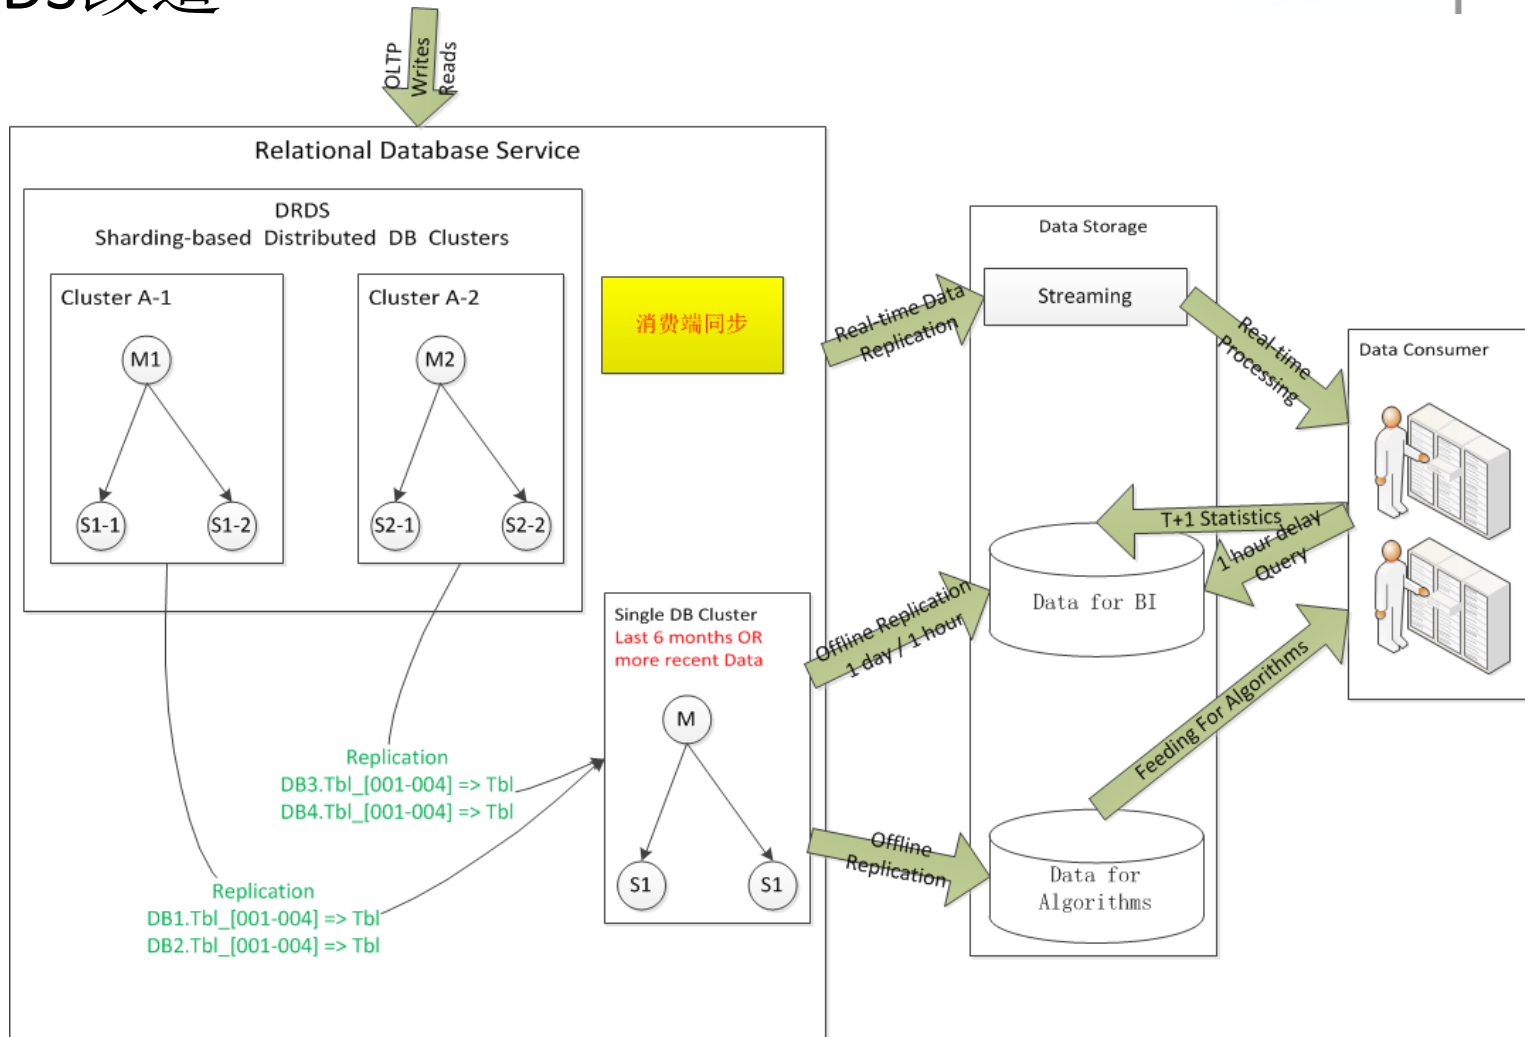 DS改造
OLTP
Writes
Reads
Relational Database Service
DRDS
Sharding-based Distributed DB Clusters
Cluster A-1
M1
S1-1
S1-2
Cluster A-2
M2
S2-1
S2-2
消费端同步
Replication
DB3.Tbl_[001-004] => Tbl
DB4.Tbl_[001-004] => Tbl
Replication
DB1.Tbl_[001-004] => Tbl
DB2.Tbl_[001-004] => Tbl
Single DB Cluster
Last 6 months OR
more recent Data
M
S1
S1
Real-time Data
Replication
Offline Replication
1 day / 1 hour
Offline
Replication
Data Storage
Streaming
Data for BI
Data for
Algorithms
Real-time
Processing
T+1 Statistics
1 hour delay
Query
Feeding For Algorithms
Data Consumer